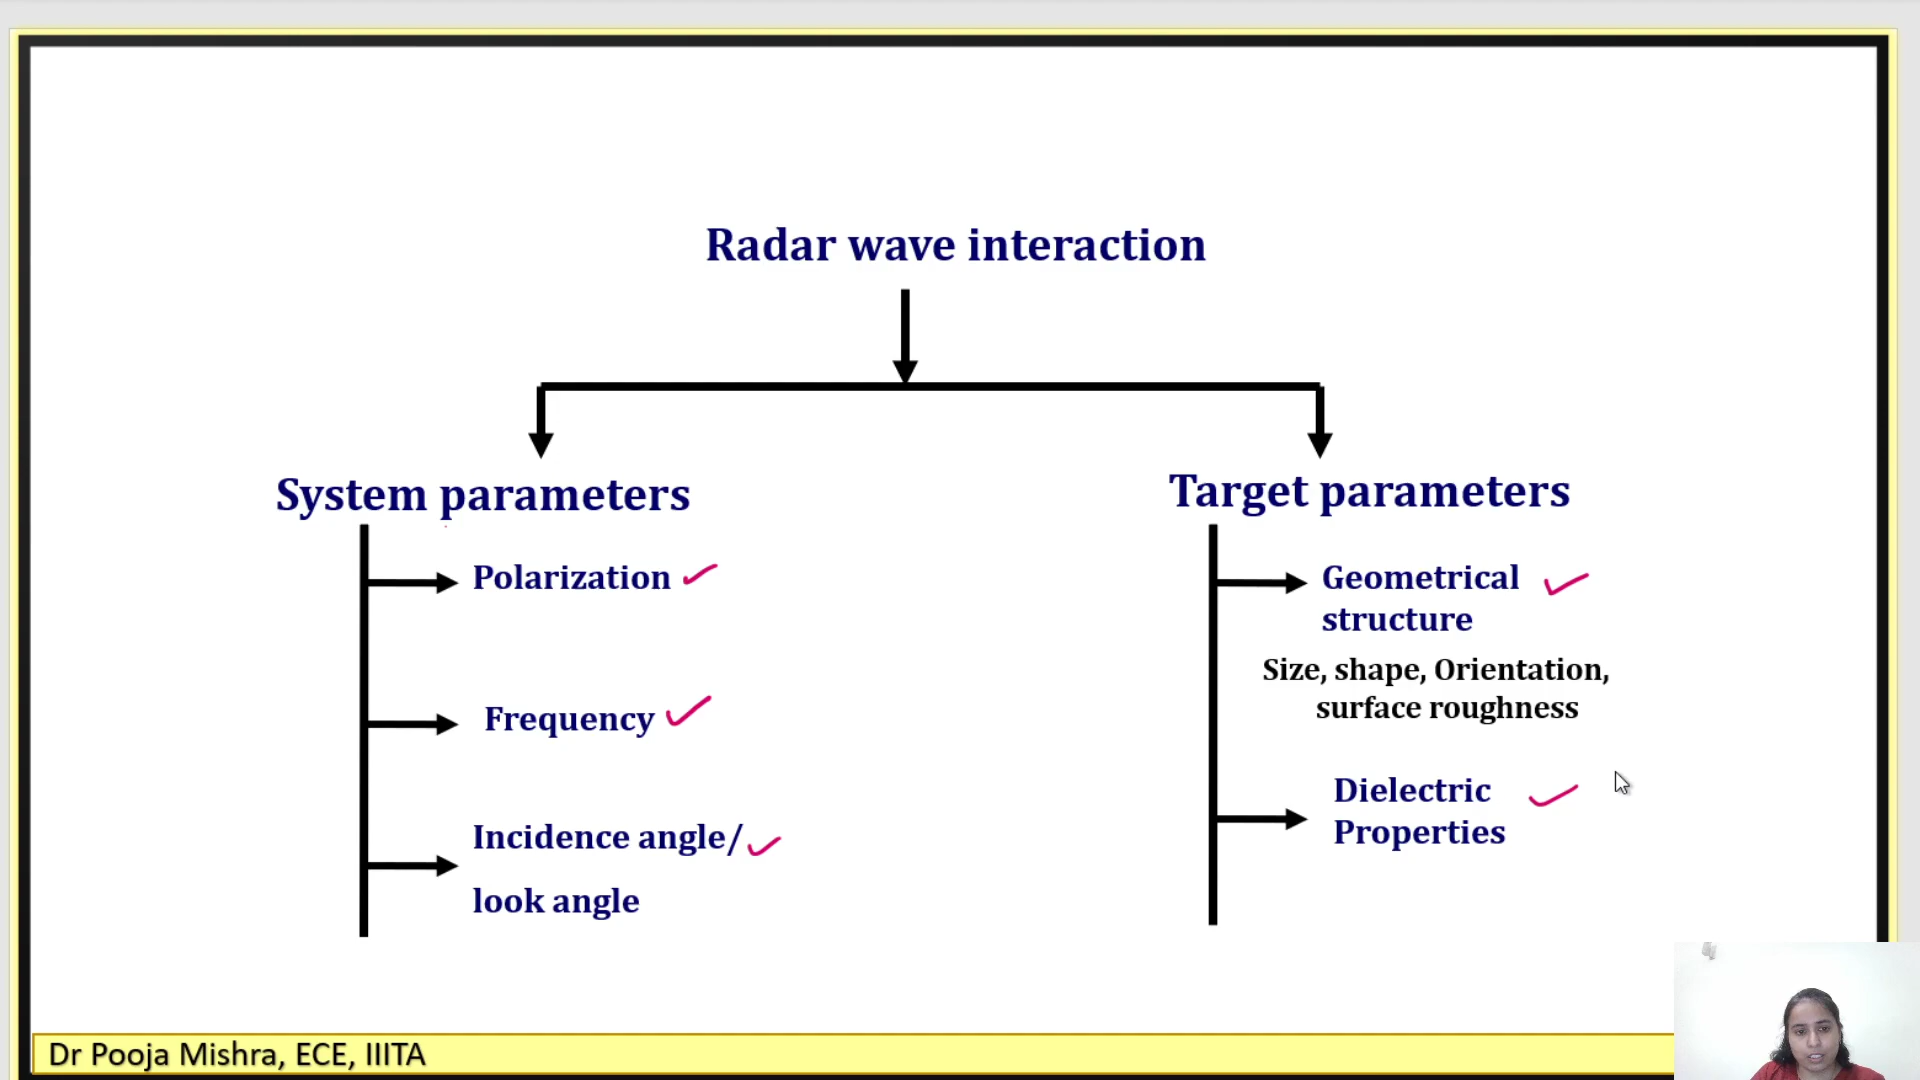 Radar wave interaction
System parameters
Polarization
Frequency
Incidence angle/
look angle
Target parameters
Geometrical
structure
Size, shape, Orientation,
surface roughness
Dielectric
Properties
Dr Pooja Mishra, ECE, IIITA